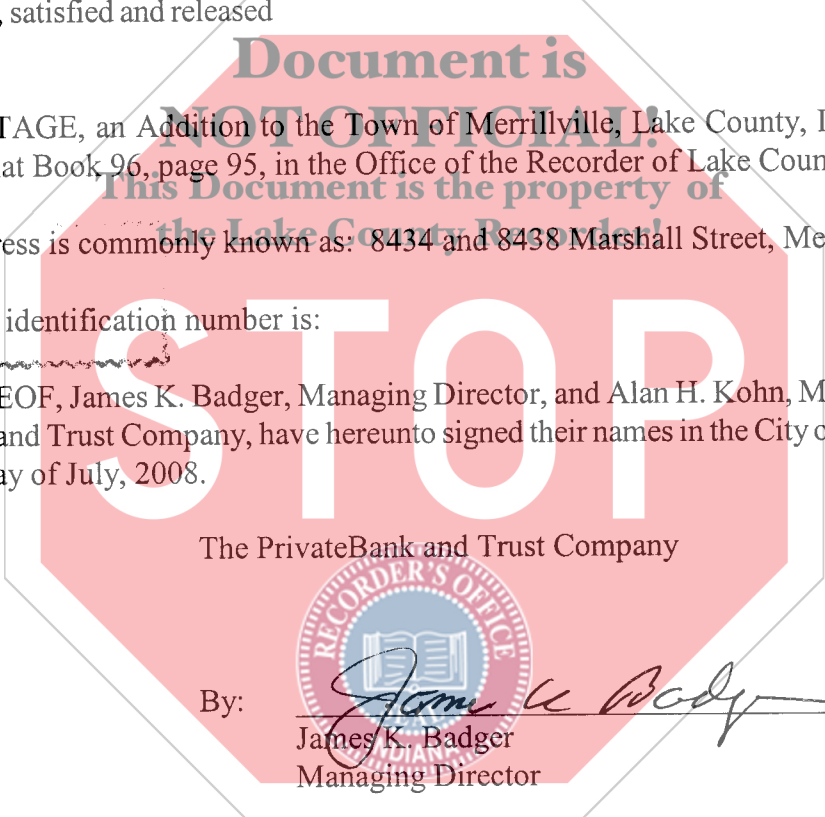 , satisfied and released
Document is
TAGE, an Addition to the Town of Merrillville, Lake County, I
NOT OFFICIAL!
at Book 96, page 95, in the Office of the Recorder of Lake Coun
This Document is the property of
the Lake County Recorder!
ress is commonly known as: 8434 and 8438 Marshall Street, Me
identification number is:
STOP
EOF, James K. Badger, Managing Director, and Alan H. Kohn, M
and Trust Company, have hereunto signed their names in the City o
ay of July, 2008.
The PrivateBank and Trust Company
RECORDER'S OFFICE
By: James K Badger
James K. Badger
INDIANA
Managing Director